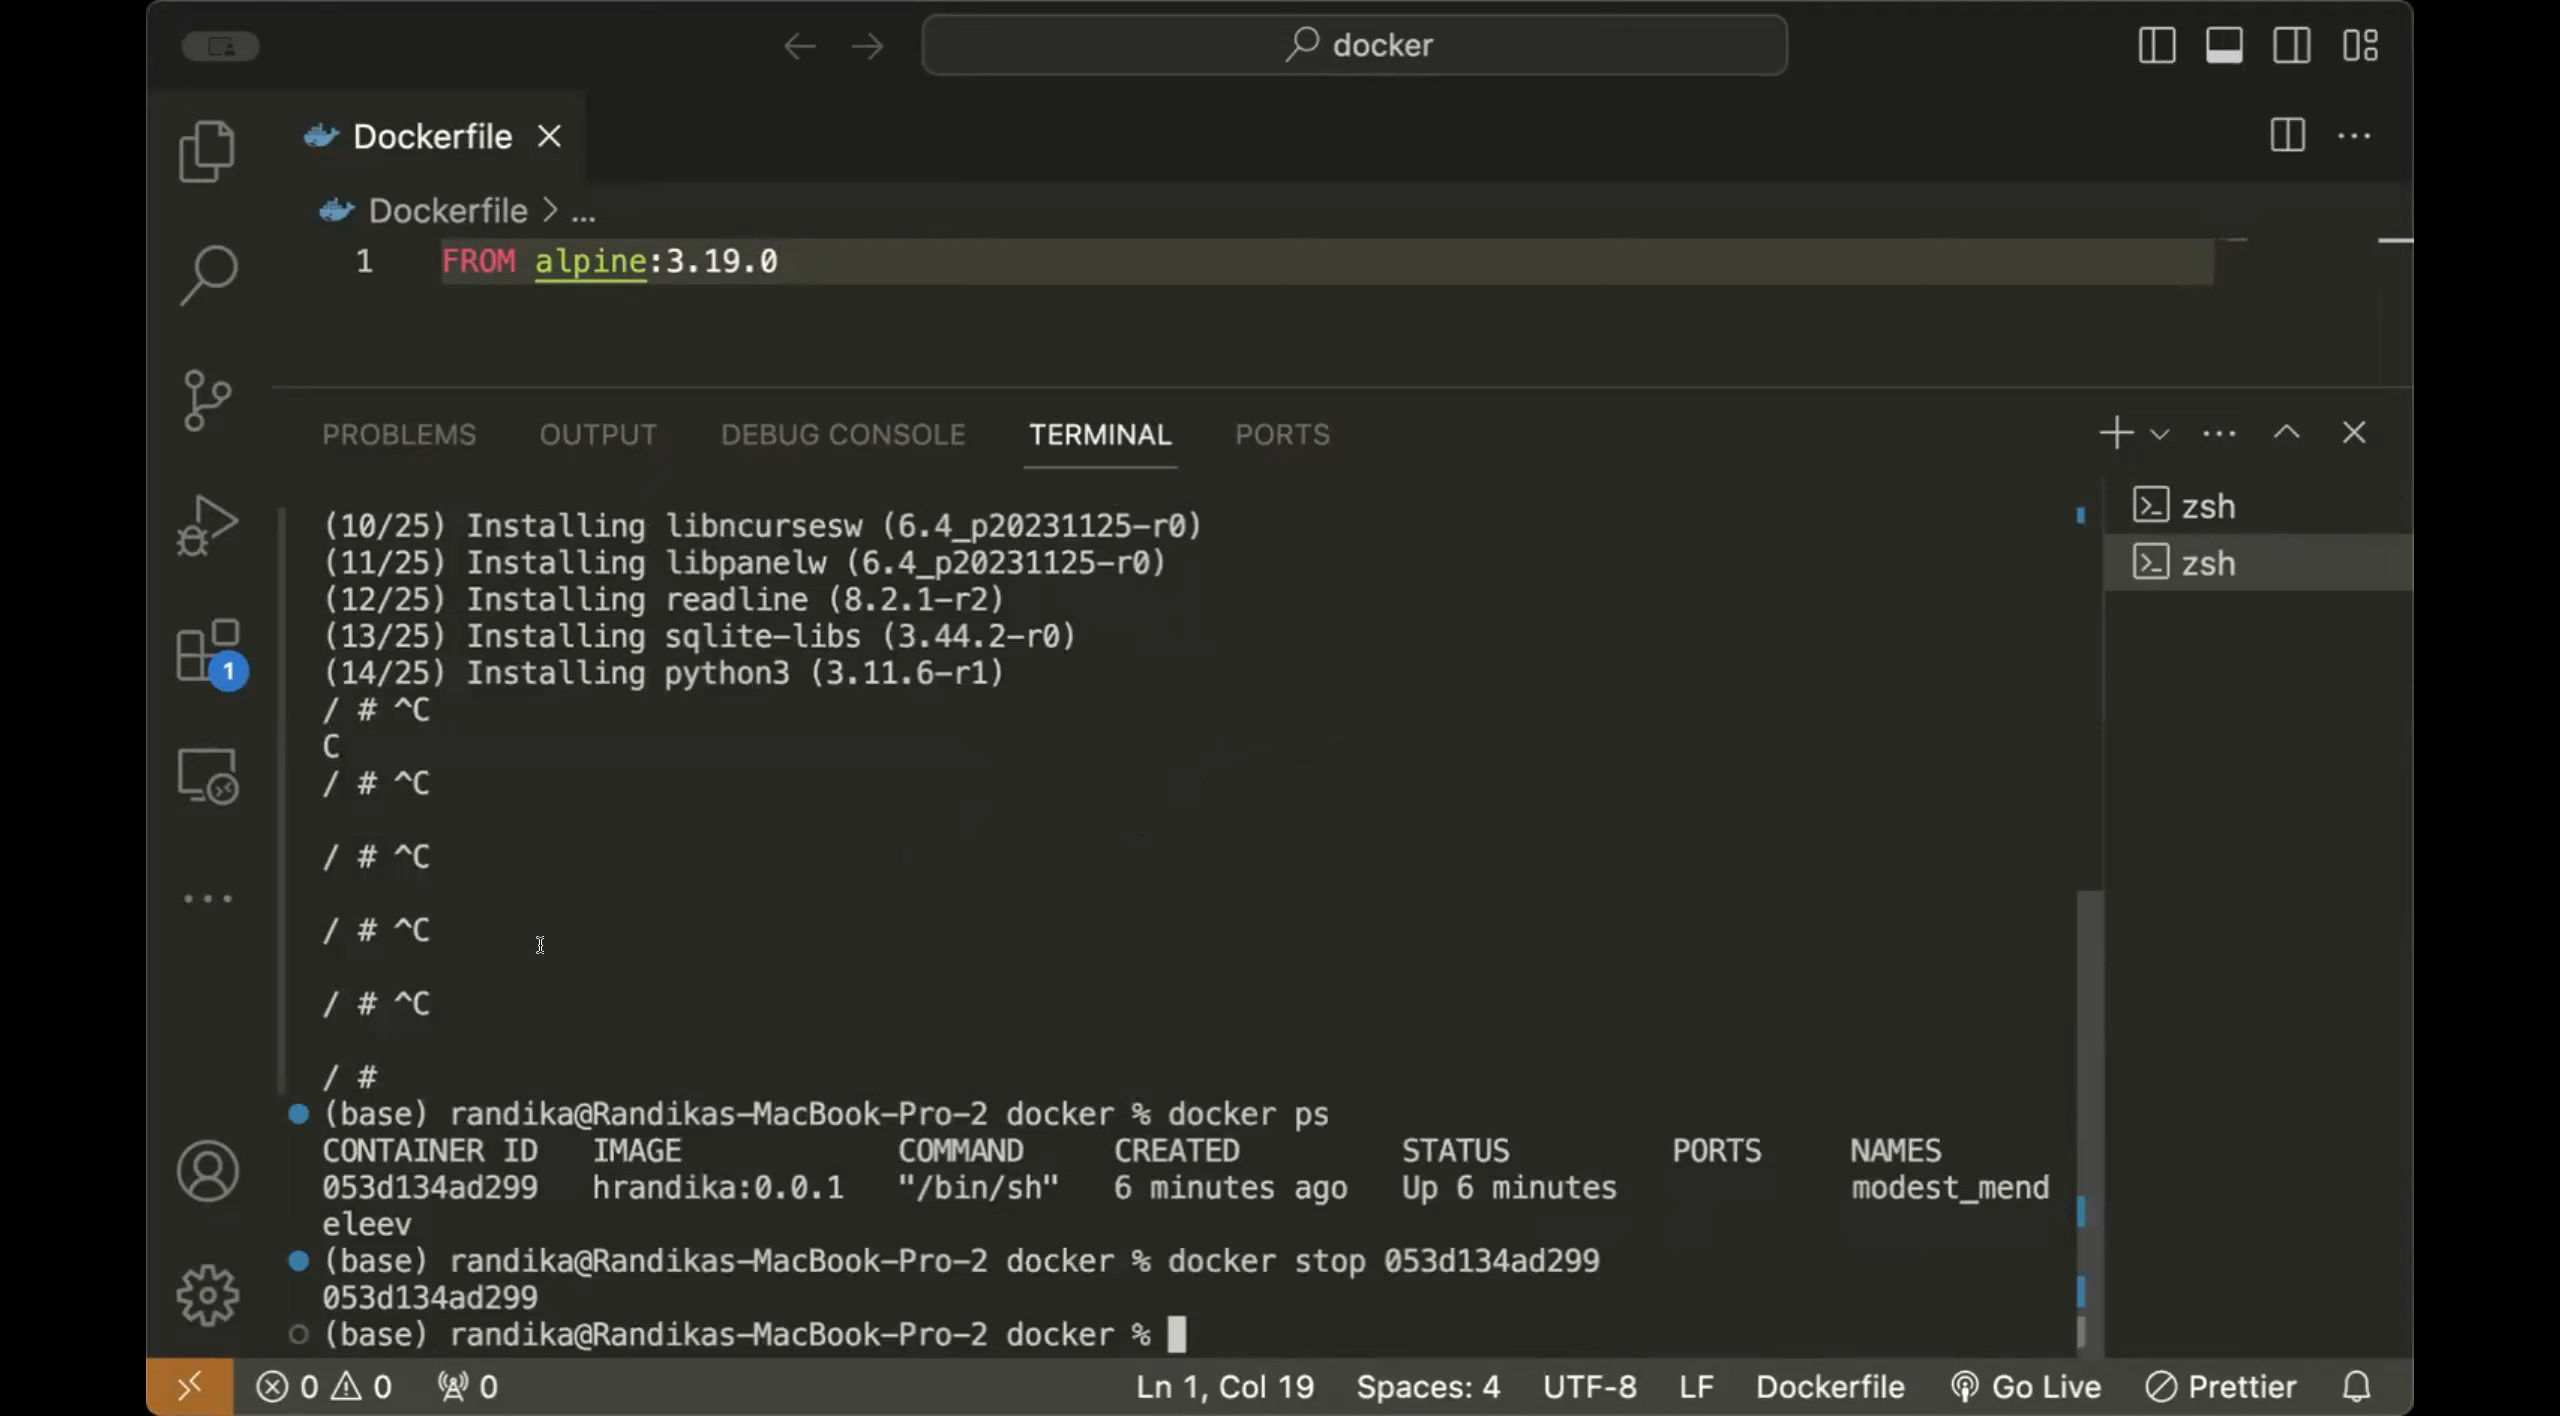 docker
Dockerfile
Dockerfile > ...
1 FROM alpine:3.19.0
PROBLEMS OUTPUT DEBUG CONSOLE TERMINAL PORTS
zsh
zsh
(10/25) Installing libncursesw (6.4_p20231125-r0)
(11/25) Installing libpanelw (6.4_p20231125-r0)
(12/25) Installing readline (8.2.1-r2)
(13/25) Installing sqlite-libs (3.44.2-r0)
(14/25) Installing python3 (3.11.6-r1)
/ # ^C
C
/ # ^C
/ # ^C
/ # ^C
/ # ^C
/ #
(base) randika@Randikas-MacBook-Pro-2 docker % docker ps
CONTAINER ID IMAGE COMMAND CREATED STATUS PORTS NAMES
053d134ad299 hrandika:0.0.1 "/bin/sh" 6 minutes ago Up 6 minutes modest_mend
eleev
(base) randika@Randikas-MacBook-Pro-2 docker % docker stop 053d134ad299
053d134ad299
(base) randika@Randikas-MacBook-Pro-2 docker %
1
0 0 0 Ln 1, Col 19 Spaces: 4 UTF-8 LF Dockerfile Go Live Prettier